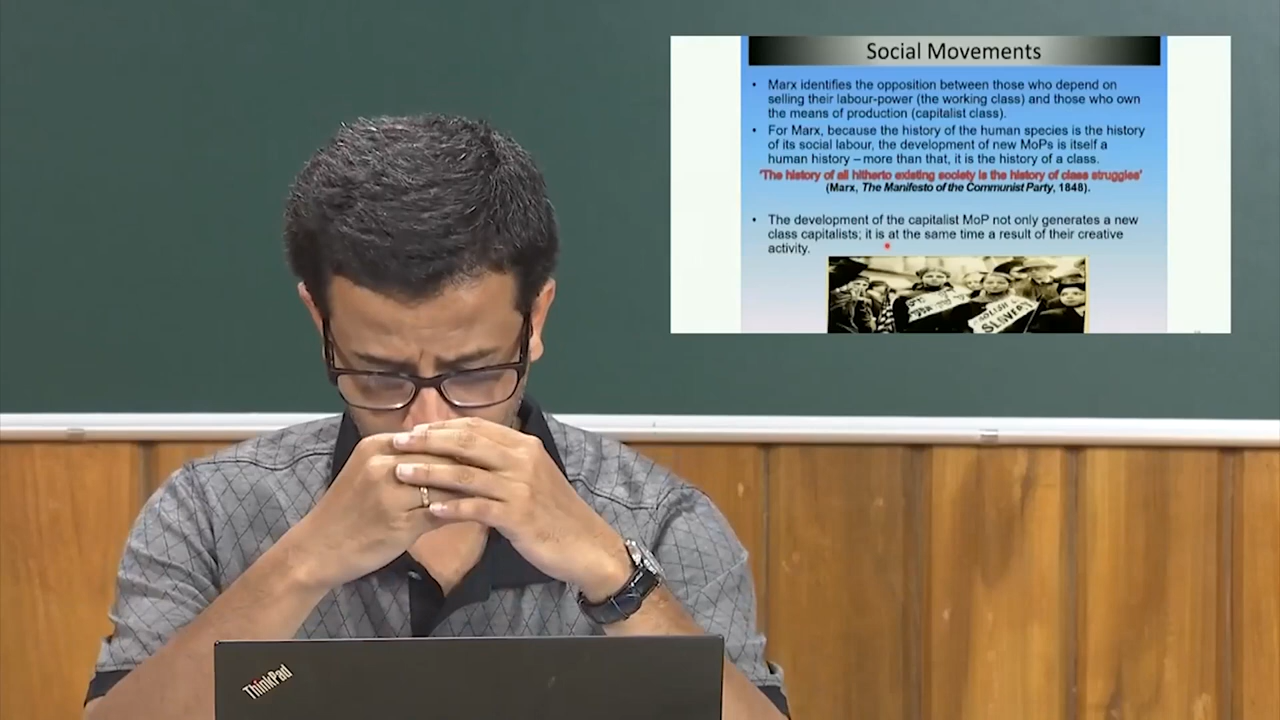 Social Movements
• Marx identifies the opposition between those who depend on
selling their labour-power (the working class) and those who own
the means of production (capitalist class).
• For Marx, because the history of the human species is the history
of its social labour, the development of new MoPs is itself a
human history – more than that, it is the history of a class.
'The history of all hitherto existing society is the history of class struggles'
(Marx, The Manifesto of the Communist Party, 1848).
• The development of the capitalist MoP not only generates a new
class capitalists; it is at the same time a result of their creative
activity.
SLAVERY
ThinkPad